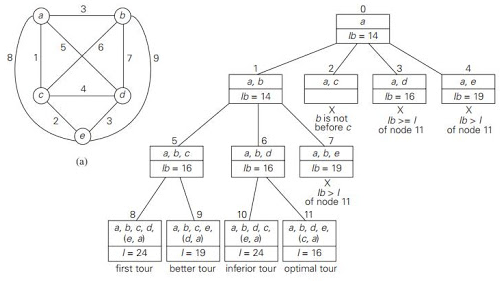 a 3 b
8 5 6 9
1 7
c 4 d
2 3
e
(a)
0
a
lb = 14
1 2 3 4
a, b a, c a, d a, e
lb = 14 lb = 16 lb = 19
X X X
b is not lb >= l lb > l
before c of node 11 of node 11
5 6 7
a, b, c a, b, d a, b, e
lb = 16 lb = 16 lb = 19
X
lb > l
of node 11
8 9 10 11
a, b, c, d, a, b, c, e, a, b, d, c, a, b, d, e,
(e, a) (d, a) (e, a) (c, a)
l = 24 l = 19 l = 24 l = 16
first tour better tour inferior tour optimal tour